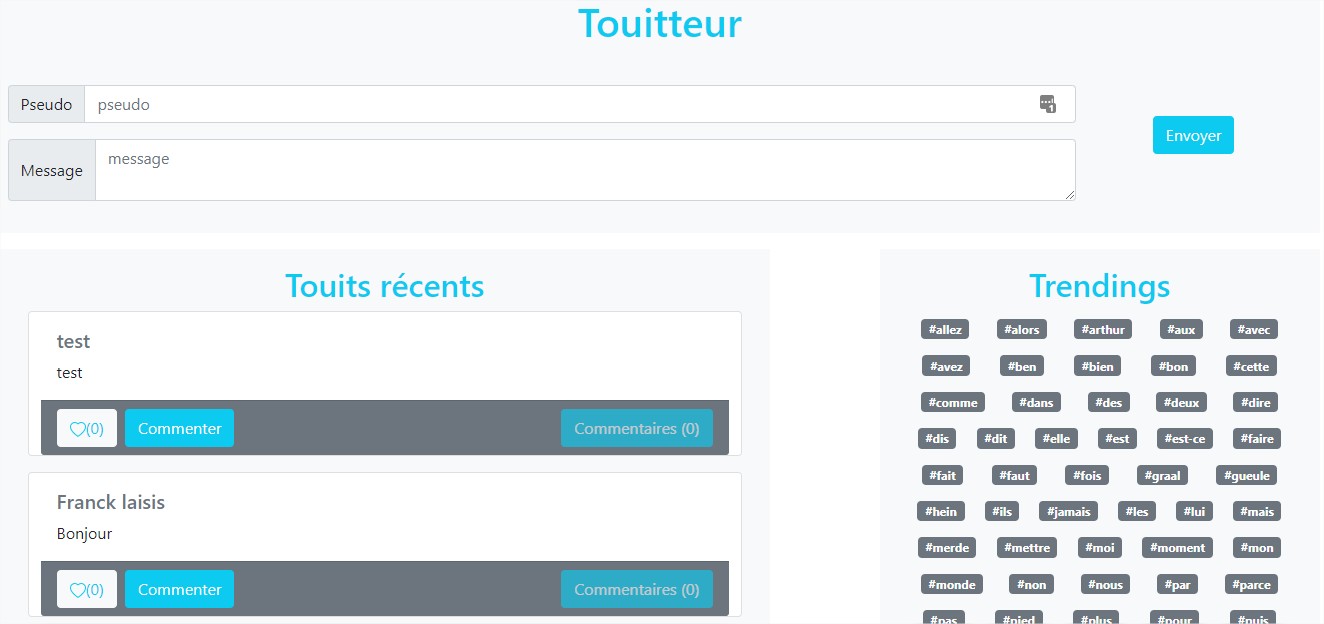 Touitteur
Pseudo pseudo
1
Message message
Envoyer
Touits récents
test
test
(0) Commenter Commentaires (0)
Franck laisis
Bonjour
(0) Commenter Commentaires (0)
Trendings
#allez #alors #arthur #aux #avec
#avez #ben #bien #bon #cette
#comme #dans #des #deux #dire
#dis #dit #elle #est #est-ce #faire
#fait #faut #fois #graal #gueule
#hein #ils #jamais #les #lui #mais
#merde #mettre #moi #moment #mon
#monde #non #nous #par #parce
#pas #pied #plus #pour #puis